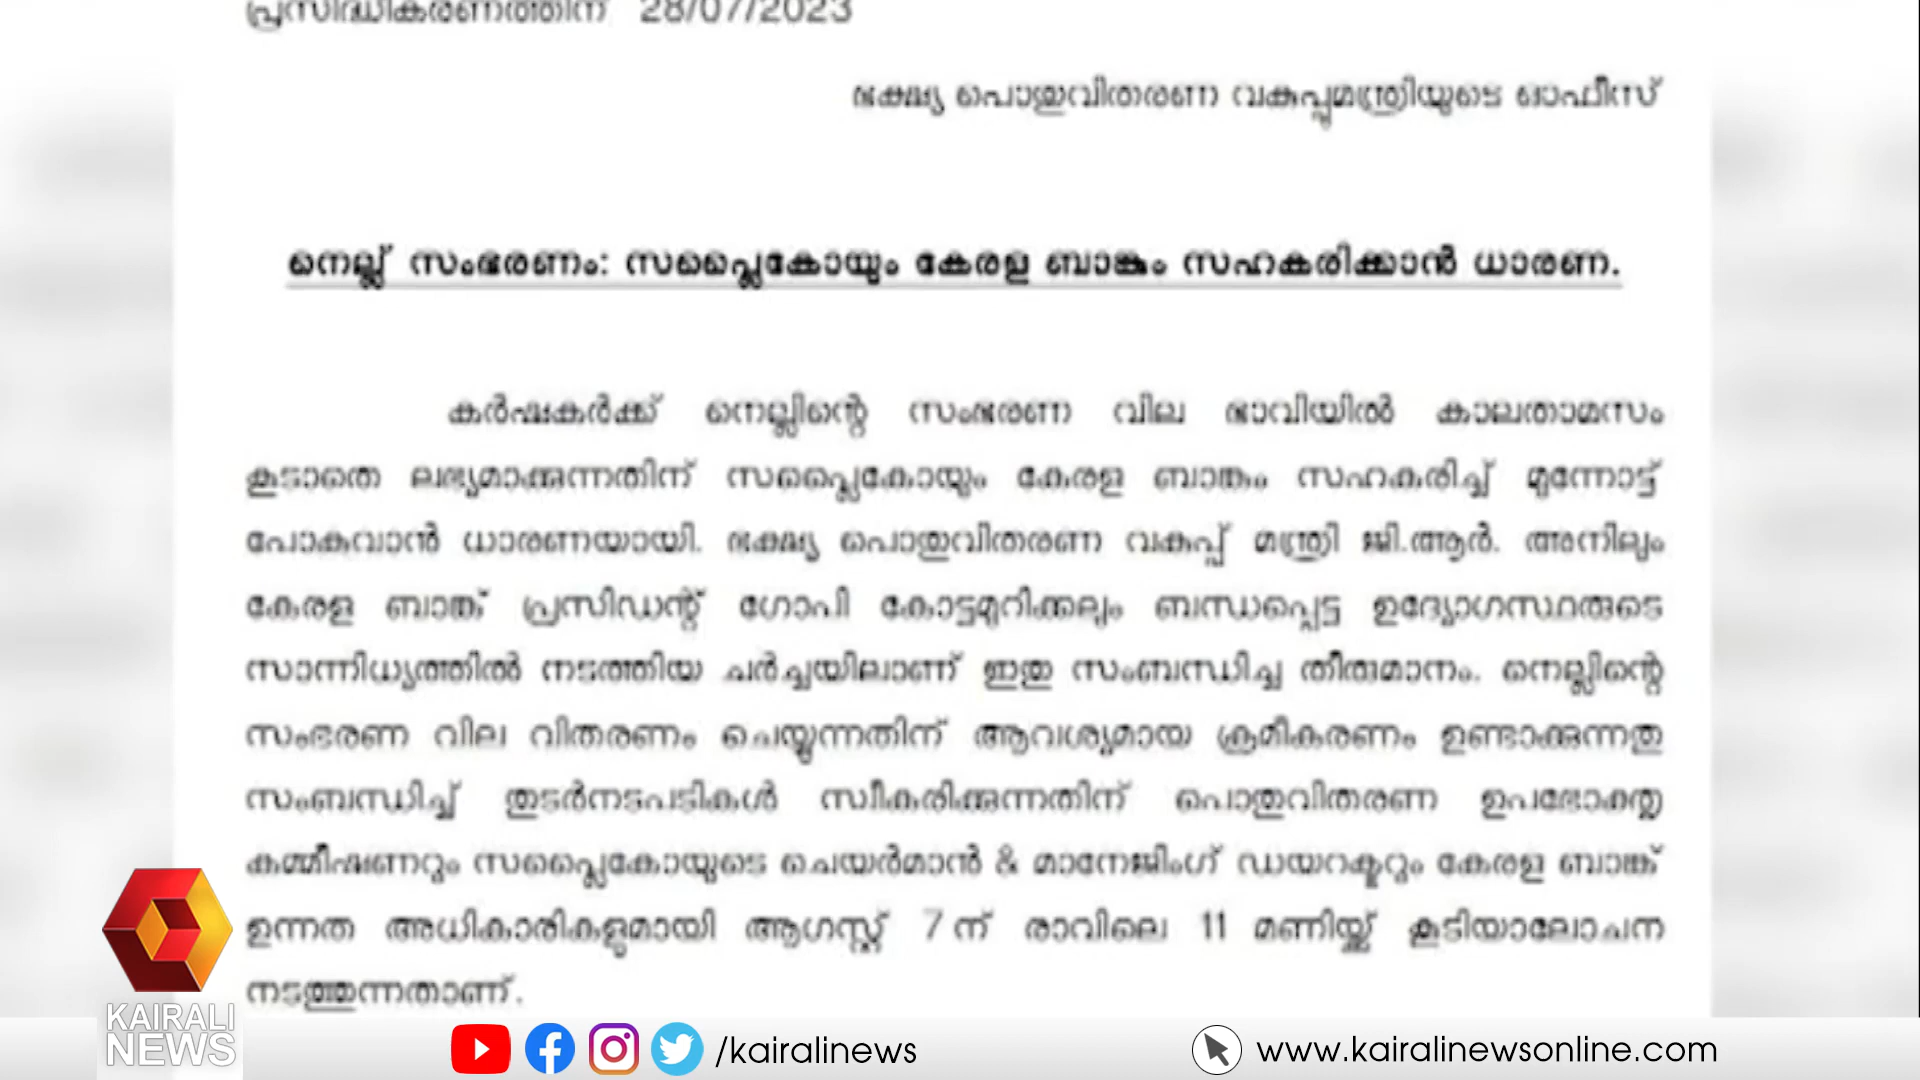 പ്രസിദ്ധീകരണത്തിന് 28/07/2023
ഭക്ഷ്യ പൊതുവിതരണ വകുപ്പുമന്ത്രിയുടെ ഓഫീസ്
നെല്ല് സംഭരണം: സപ്ലൈകോയും കേരള ബാങ്കും സഹകരിക്കാൻ ധാരണ.
കർഷകർക്ക് നെല്ലിന്റെ സംഭരണ വില ഭാവിയിൽ കാലതാമസം
കൂടാതെ ലഭ്യമാക്കുന്നതിന് സപ്ലൈകോയും കേരള ബാങ്കും സഹകരിച്ച് മുന്നോട്ട്
പോകുവാൻ ധാരണയായി. ഭക്ഷ്യ പൊതുവിതരണ വകുപ്പ് മന്ത്രി ജി.ആർ. അനിലും
കേരള ബാങ്ക് പ്രസിഡന്റ് ഗോപി കോട്ടമുറിക്കലും ബന്ധപ്പെട്ട ഉദ്യോഗസ്ഥരുടെ
സാന്നിധ്യത്തിൽ നടത്തിയ ചർച്ചയിലാണ് ഇതു സംബന്ധിച്ച തീരുമാനം. നെല്ലിന്റെ
സംഭരണ വില വിതരണം ചെയ്യുന്നതിന് ആവശ്യമായ ക്രമീകരണം ഉണ്ടാക്കുന്നതു
സംബന്ധിച്ച് തുടർനടപടികൾ സ്വീകരിക്കുന്നതിന് പൊതുവിതരണ ഉപഭോക്തൃ
കമ്മീഷണറും സപ്ലൈകോയുടെ ചെയർമാൻ & മാനേജിംഗ് ഡയറക്ടറും കേരള ബാങ്ക്
ഉന്നത അധികാരികളുമായി ആഗസ്റ്റ് 7 ന് രാവിലെ 11 മണിയ്ക്ക് കൂടിയാലോചന
നടത്തുന്നതാണ്.
KAIRALI
NEWS
/kairalinews
www.kairalinewsonline.com